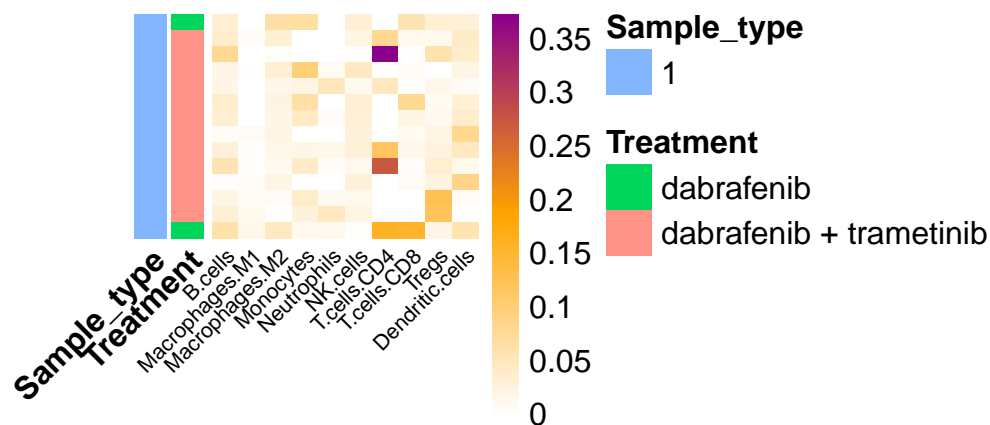 Sample_type
Treatment
B.cells
Macrophages.M1
Macrophages.M2
Monocytes
Neutrophils
NK.cells
T.cells.CD4
T.cells.CD8
Tregs
Dendritic.cells
0.35
0.3
0.25
0.2
0.15
0.1
0.05
0
Sample_type
1
Treatment
dabrafenib
dabrafenib + trametinib